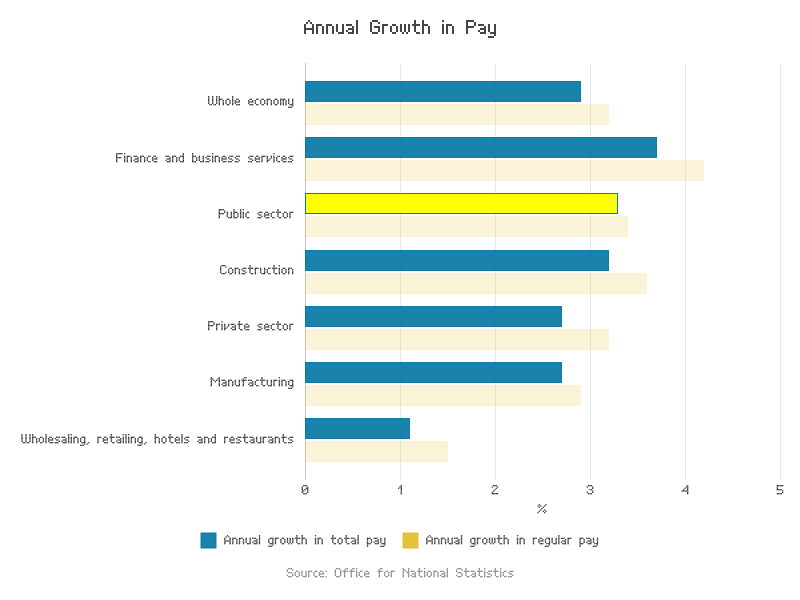 Annual Growth in Pay
Whole economy
Finance and business services
Public sector
Construction
Private sector
Manufacturing
Wholesaling, retailing, hotels and restaurants
0 1 2 3 4 5
%
Annual growth in total pay Annual growth in regular pay
Source: Office for National Statistics